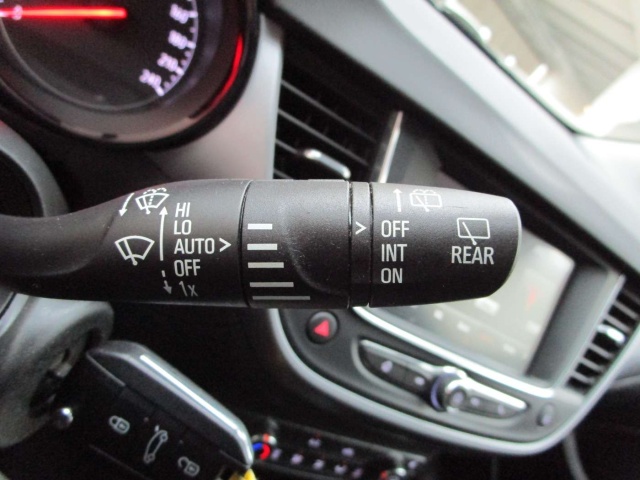 HI
LO
AUTO >
OFF
1x
>
OFF
INT
ON
REAR